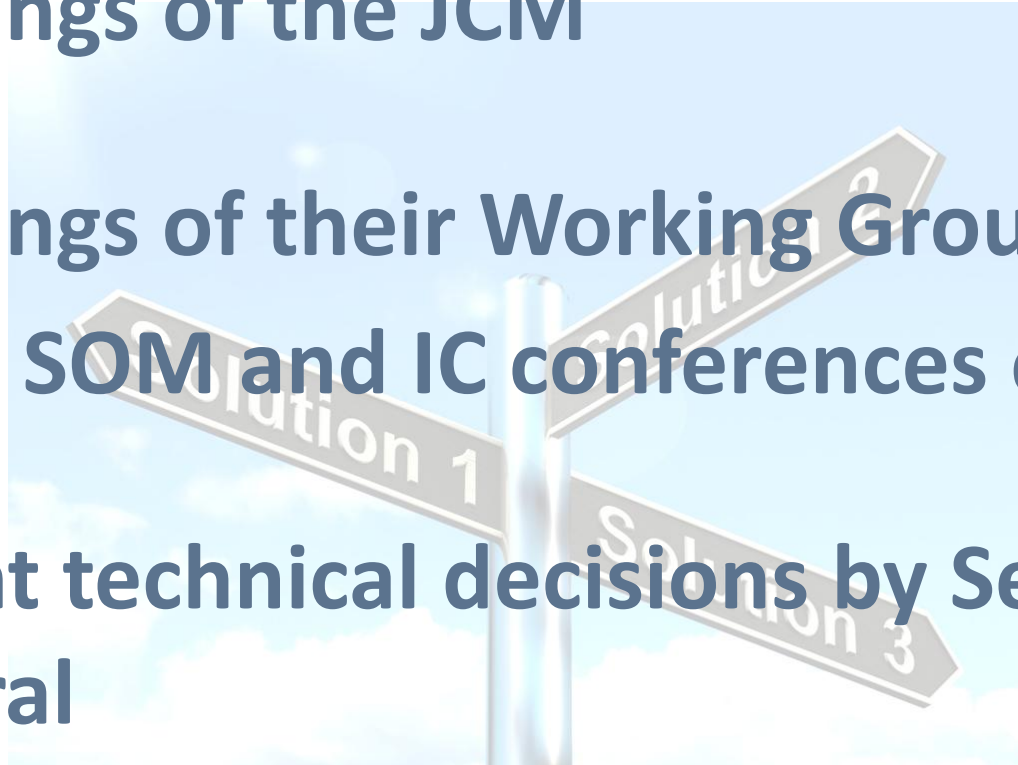 ngs of the JCM
ngs of their Working Grou
SOM and IC conferences
nt technical decisions by Se
ral
Solution 1
Solution 2
Solution 3